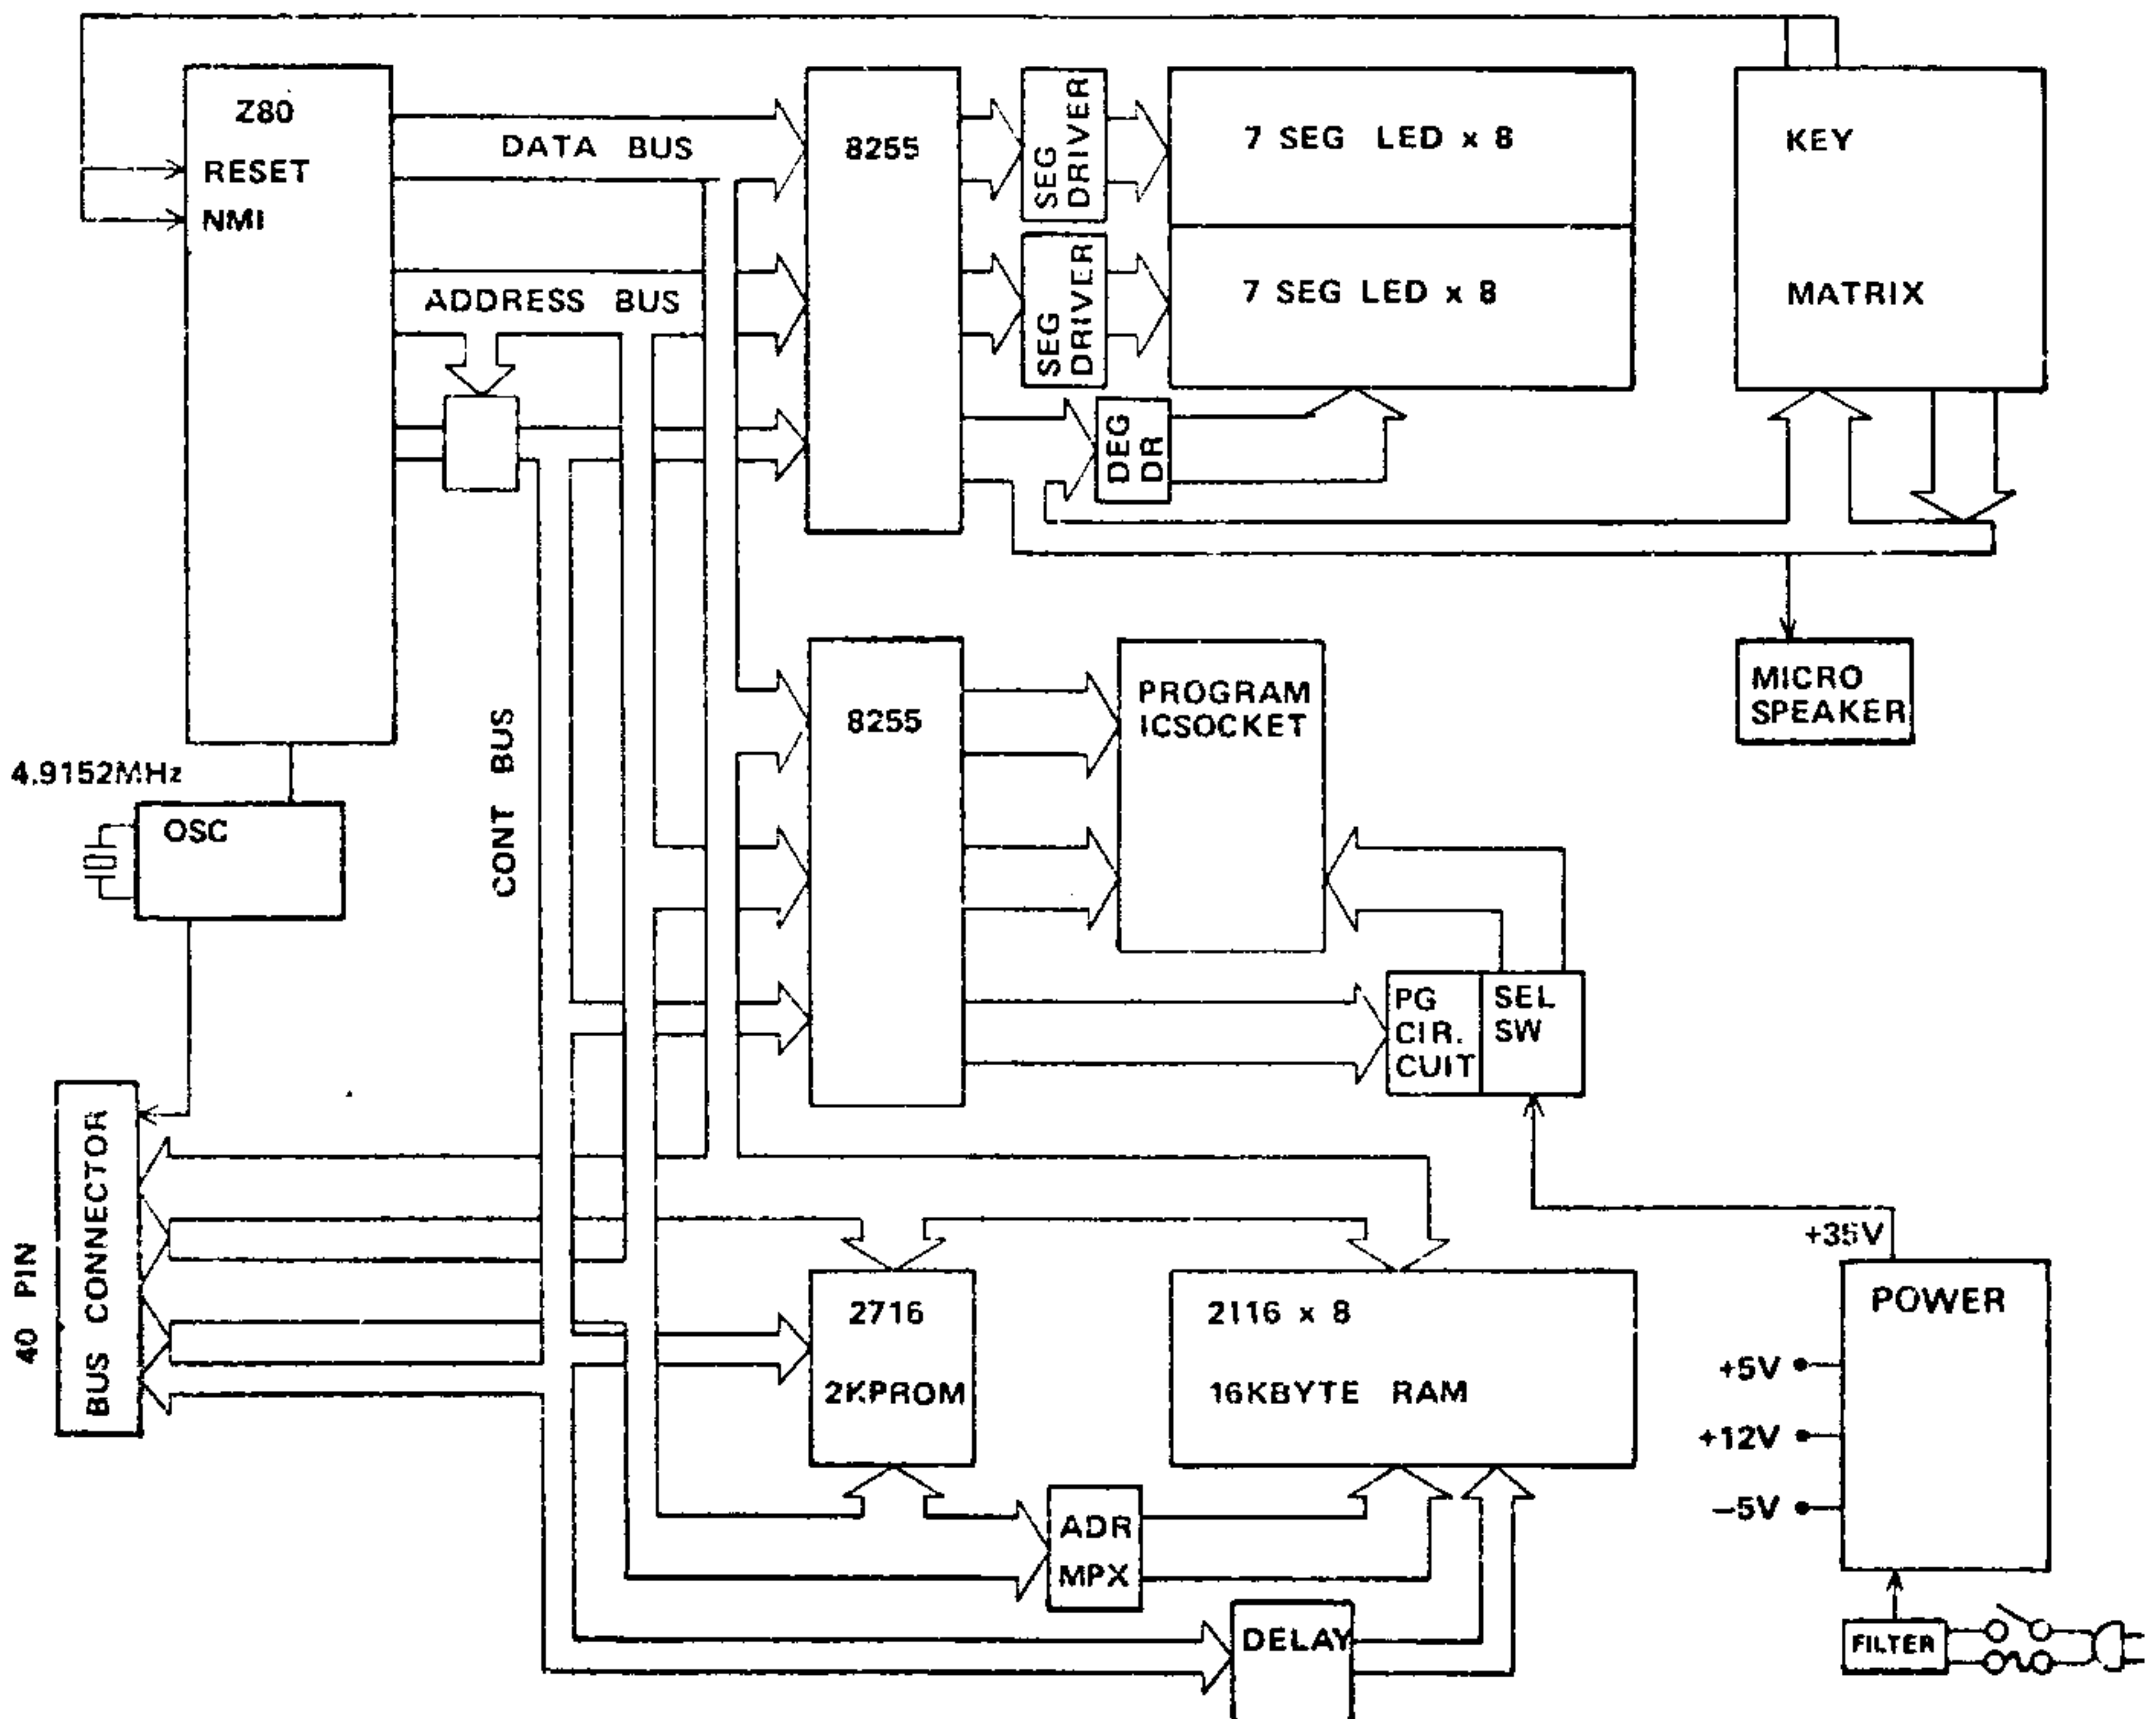 Z80
RESET
NMI
DATA BUS
ADDRESS BUS
8255
SEG
DRIVER
SEG
DRIVER
7 SEG LED x 8
7 SEG LED x 8
DEG
DR
KEY
MATRIX
MICRO
SPEAKER
4.9152MHz
OSC
CONT BUS
8255
PROGRAM
ICSOCKET
PG
CIR.
CUIT
SEL
SW
40 PIN
BUS CONNECTOR
2716
2KPROM
2116 x 8
16KBYTE RAM
+35V
POWER
+5V
+12V
−5V
ADR
MPX
DELAY
FILTER